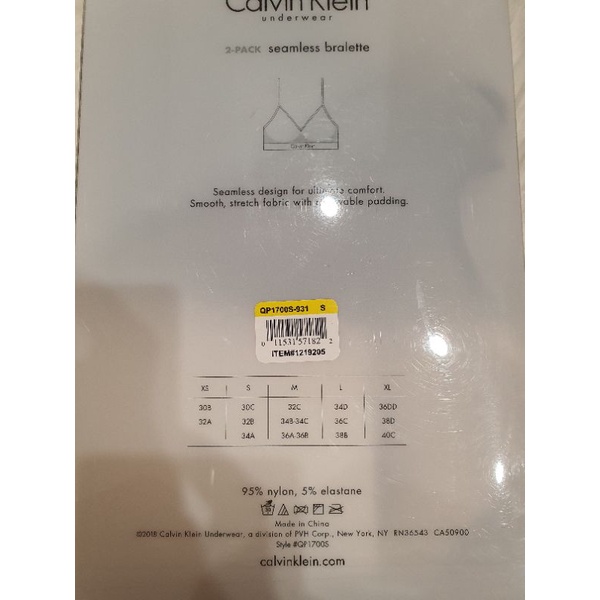 Calvin Klein
underwear
2-PACK seamless bralette
Seamless design for ultimate comfort.
Smooth, stretch fabric with removable padding.
QP1700S-931 S
0 11531 57182 2
ITEM#1219205
XS S M L XL
30B 30C 32C 34D 36DD
32A 32B 34B-34C 36C 38D
34A 36A-36B 38B 40C
95% nylon, 5% elastane
Made in China
©2018 Calvin Klein Underwear, a division of PVH Corp., New York, NY RN36543 CA50900
Style #QP1700S
calvinklein.com